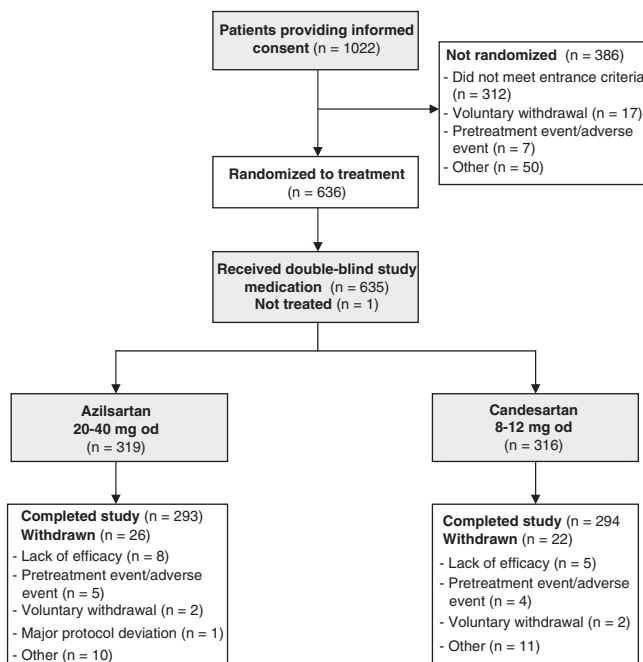 Patients providing informed
consent (n = 1022)
Not randomized (n = 386)
- Did not meet entrance criteria
(n = 312)
- Voluntary withdrawal (n = 17)
- Pretreatment event/adverse
event (n = 7)
- Other (n = 50)
Randomized to treatment
(n = 636)
Received double-blind study
medication (n = 635)
Not treated (n = 1)
Azilsartan
20-40 mg od
(n = 319)
Candesartan
8-12 mg od
(n = 316)
Completed study (n = 293)
Withdrawn (n = 26)
- Lack of efficacy (n = 8)
- Pretreatment event/adverse
event (n = 5)
- Voluntary withdrawal (n = 2)
- Major protocol deviation (n = 1)
- Other (n = 10)
Completed study (n = 294
Withdrawn (n = 22)
- Lack of efficacy (n = 5)
- Pretreatment event/adverse
event (n = 4)
- Voluntary withdrawal (n = 2)
- Other (n = 11)